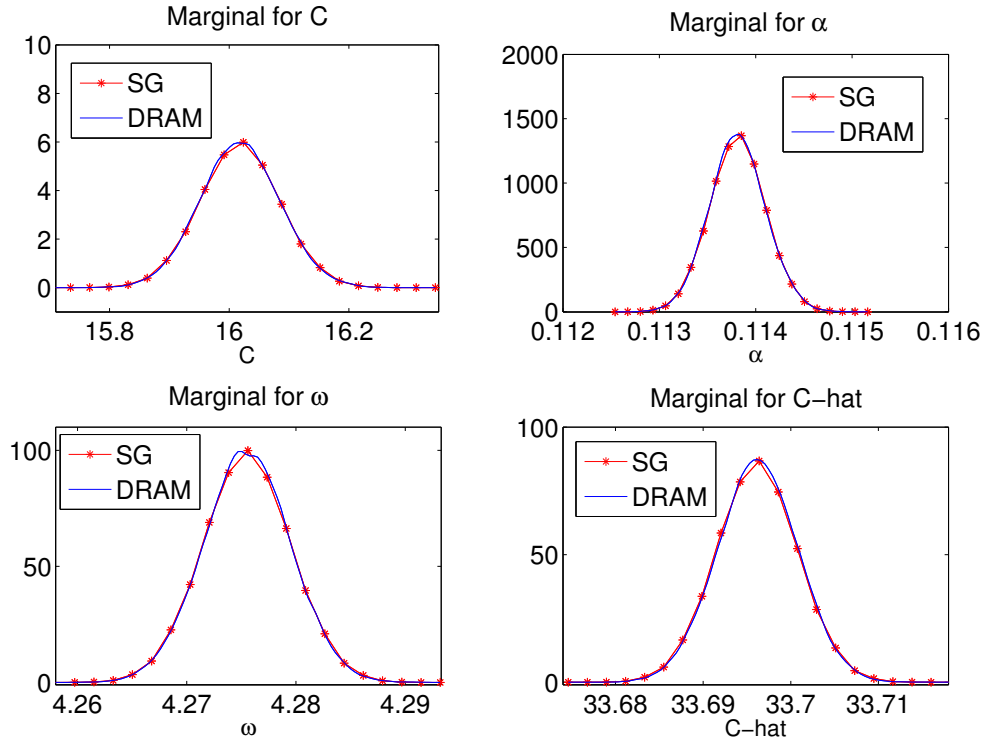 Marginal for C
10
8
6
4
2
0
SG
DRAM
15.8 16 16.2
C
Marginal for α
2000
1500
1000
500
0
SG
DRAM
0.112 0.113 0.114 0.115 0.116
α
Marginal for ω
100
50
0
SG
DRAM
4.26 4.27 4.28 4.29
ω
Marginal for C−hat
100
50
0
SG
DRAM
33.68 33.69 33.7 33.71
C−hat